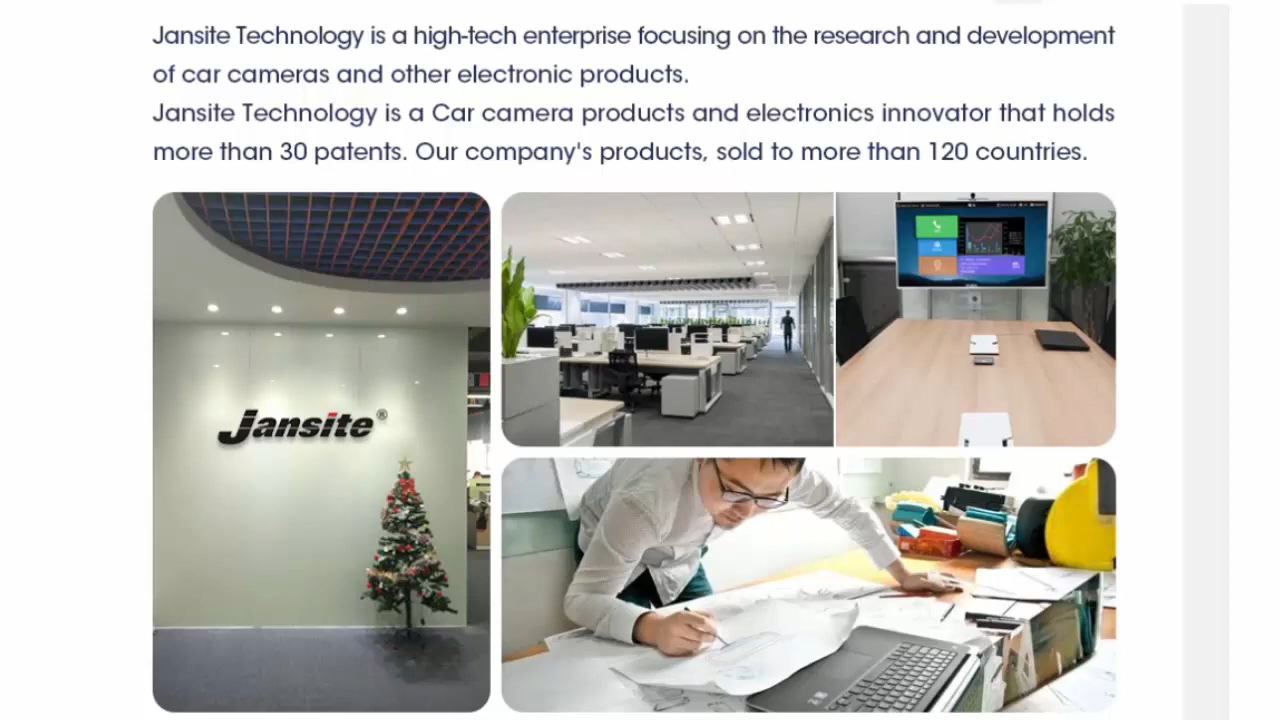 Jansite Technology is a high-tech enterprise focusing on the research and development
of car cameras and other electronic products.
Jansite Technology is a Car camera products and electronics innovator that holds
more than 30 patents. Our company's products, sold to more than 120 countries.
Jansite®